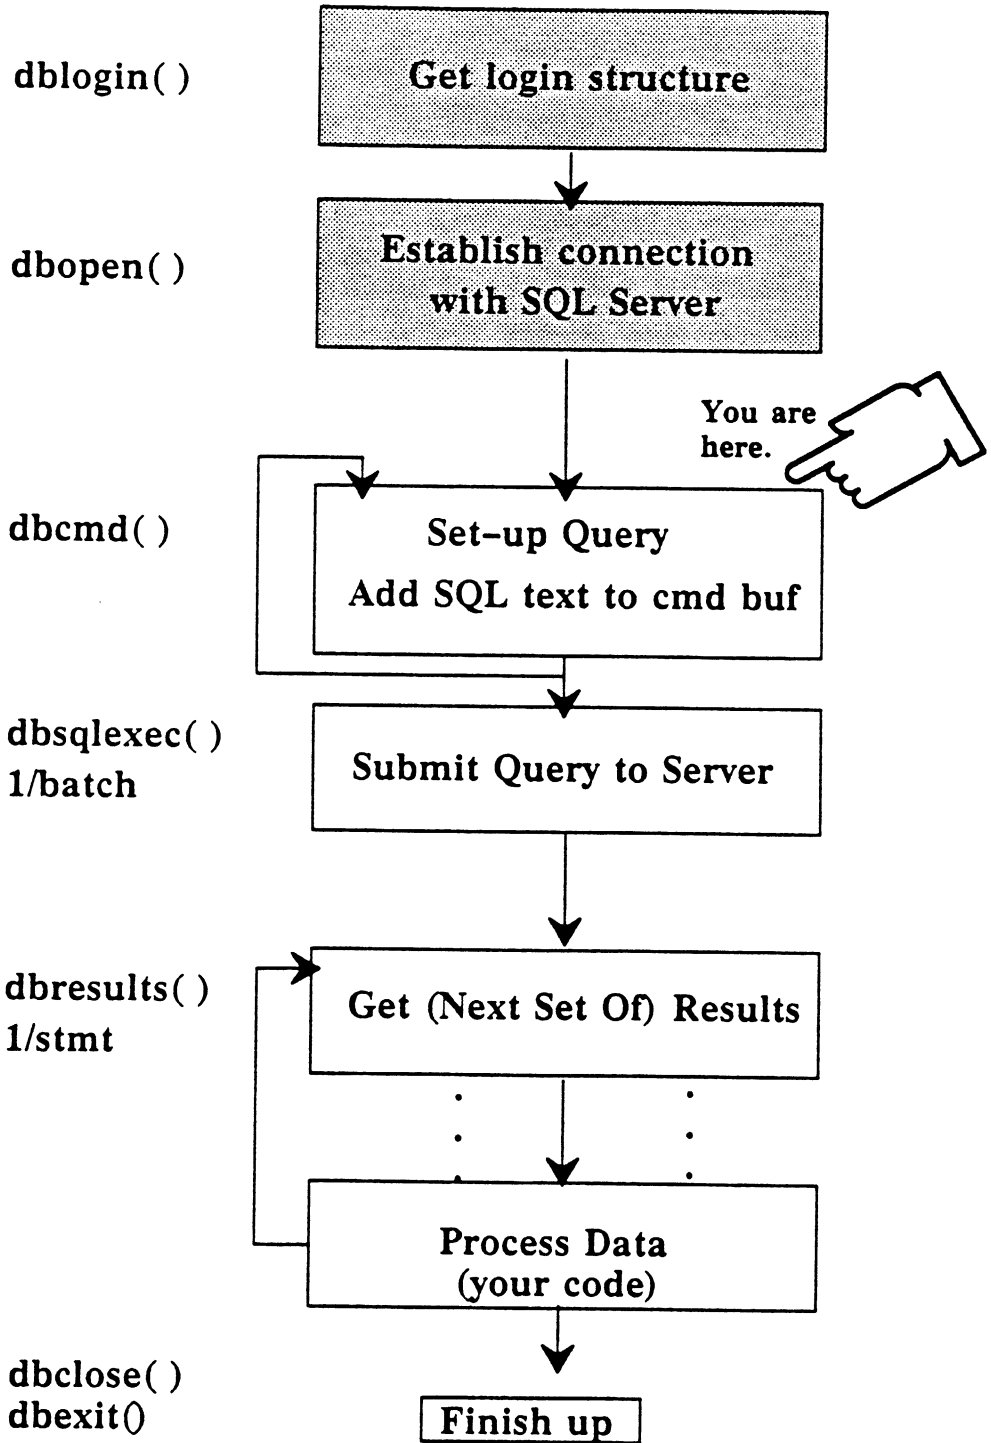 dblogin( )
Get login structure
dbopen( )
Establish connection
with SQL Server
You are
here.
dbcmd( )
Set-up Query
Add SQL text to cmd buf
dbsqlexec( )
1/batch
Submit Query to Server
dbresults( )
1/stmt
Get (Next Set Of) Results
Process Data
(your code)
dbclose( )
dbexit()
Finish up